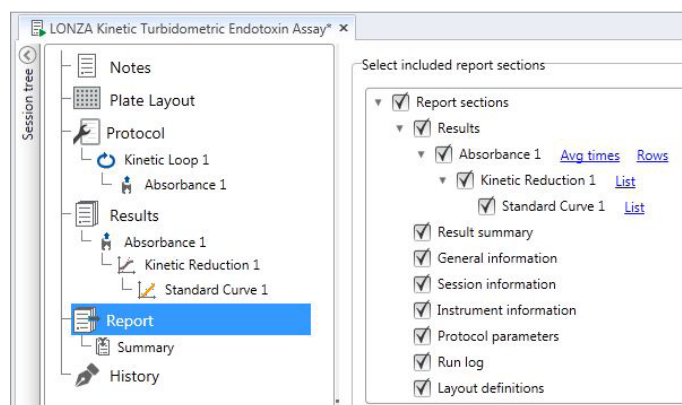 LONZA Kinetic Turbidometric Endotoxin Assay* ×
Session tree
Notes
Plate Layout
Protocol
Kinetic Loop 1
Absorbance 1
Results
Absorbance 1
Kinetic Reduction 1
Standard Curve 1
Report
Summary
History
Select included report sections
Report sections
Results
Absorbance 1 Avg times Rows
Kinetic Reduction 1 List
Standard Curve 1 List
Result summary
General information
Session information
Instrument information
Protocol parameters
Run log
Layout definitions